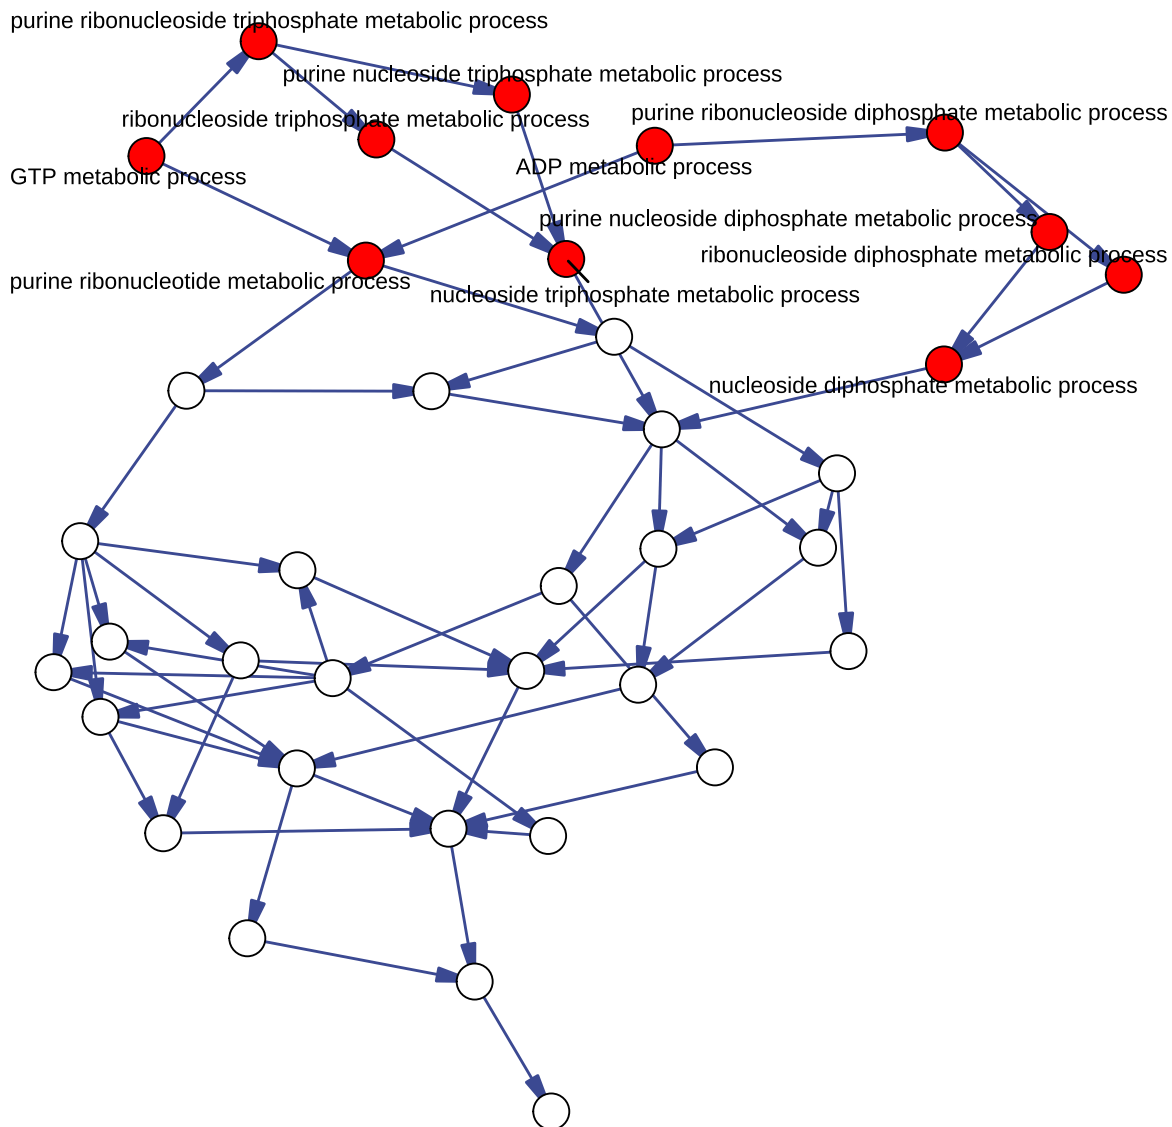 purine ribonucleoside triphosphate metabolic process
purine nucleoside triphosphate metabolic process
ribonucleoside triphosphate metabolic process
purine ribonucleoside diphosphate metabolic process
GTP metabolic process
ADP metabolic process
purine nucleoside diphosphate metabolic process
ribonucleoside diphosphate metabolic process
purine ribonucleotide metabolic process
nucleoside triphosphate metabolic process
nucleoside diphosphate metabolic process